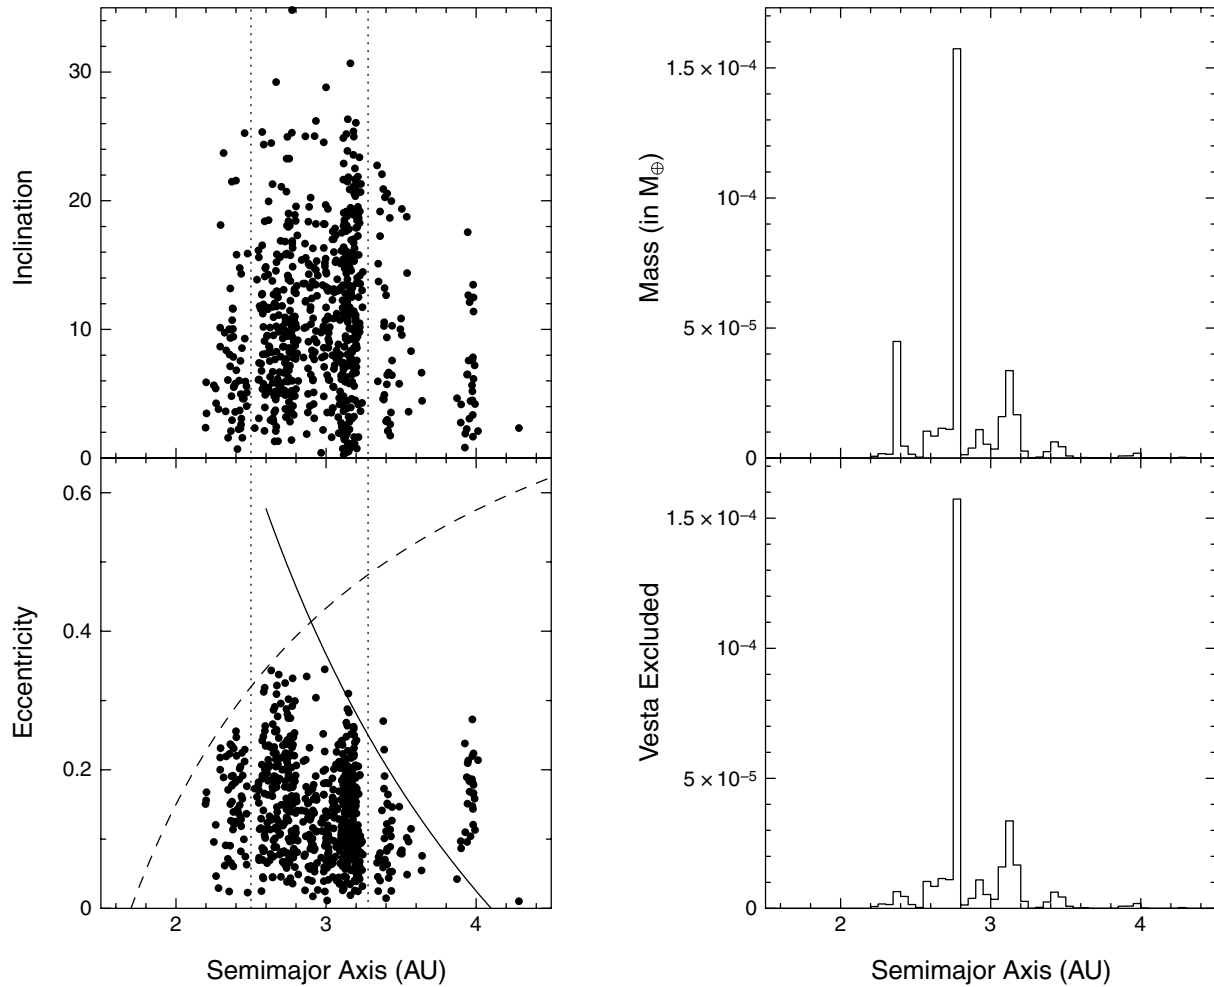 30
20
10
0
Inclination
0.6
0.4
0.2
0
Eccentricity
2 3 4
Semimajor Axis (AU)
1.5 × 10⁻⁴
10⁻⁴
5 × 10⁻⁵
0
Mass (in M⊕)
1.5 × 10⁻⁴
10⁻⁴
5 × 10⁻⁵
0
Vesta Excluded
2 3 4
Semimajor Axis (AU)